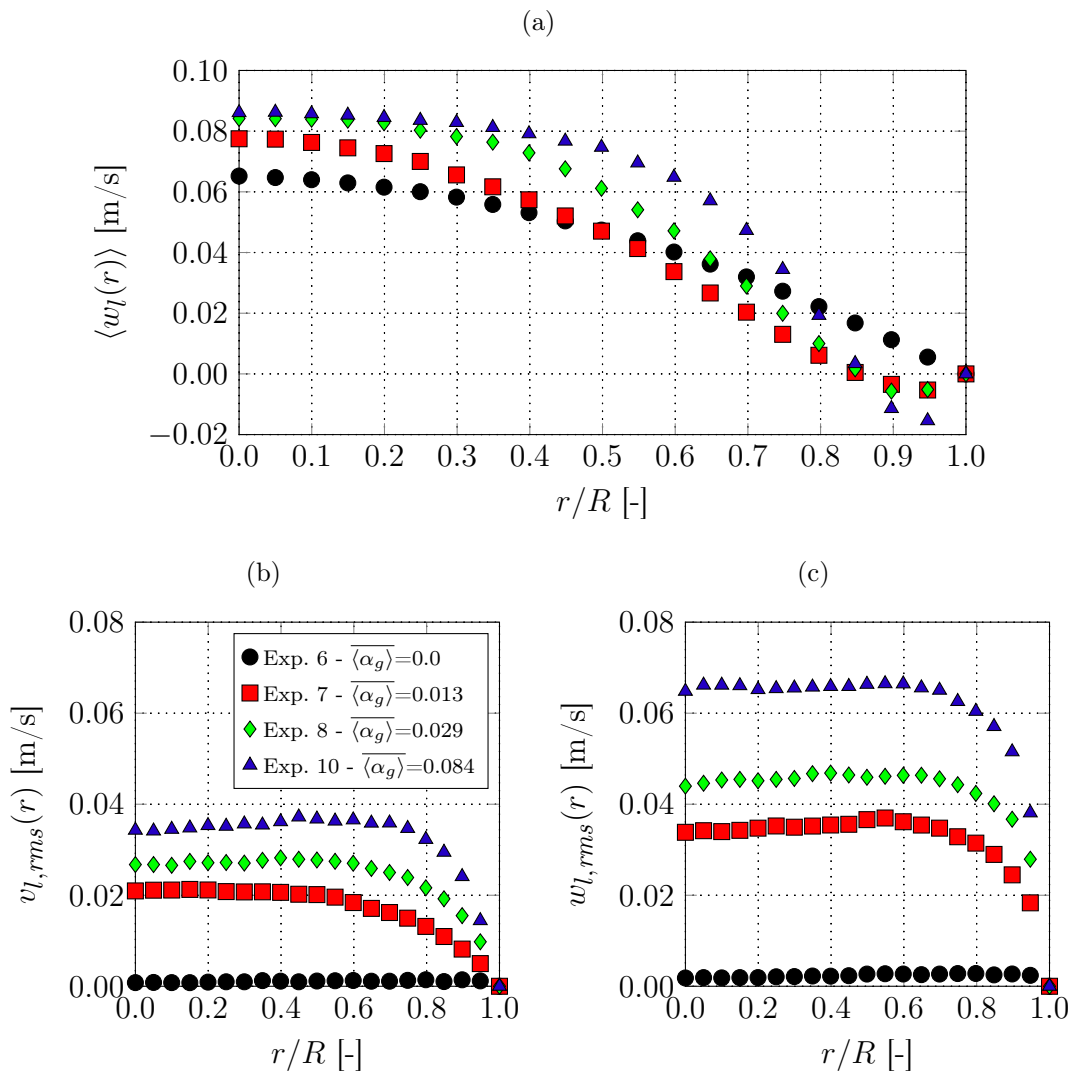 (a)
0.10
0.08
0.06
0.04
0.02
0.00
−0.02
⟨w_l(r)⟩ [m/s]
0.0 0.1 0.2 0.3 0.4 0.5 0.6 0.7 0.8 0.9 1.0
r/R [-]
(b)
0.08
0.06
0.04
0.02
0.00
v_{l,rms}(r) [m/s]
Exp. 6 - \overline{⟨α_g⟩}=0.0
Exp. 7 - \overline{⟨α_g⟩}=0.013
Exp. 8 - \overline{⟨α_g⟩}=0.029
Exp. 10 - \overline{⟨α_g⟩}=0.084
0.0 0.2 0.4 0.6 0.8 1.0
r/R [-]
(c)
0.08
0.06
0.04
0.02
0.00
w_{l,rms}(r) [m/s]
0.0 0.2 0.4 0.6 0.8 1.0
r/R [-]